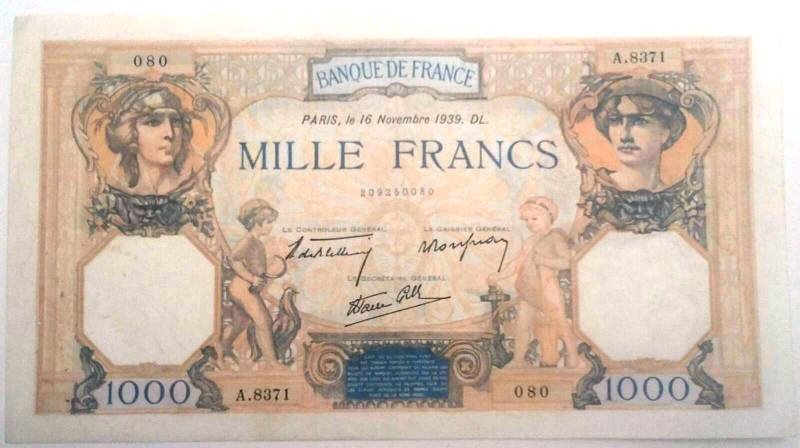 080
A.8371
BANQUE DE FRANCE
PARIS, le 16 Novembre 1939. DL.
MILLE FRANCS
209250080
LE CONTROLEUR GÉNÉRAL
LE CAISSIER GÉNÉRAL
LE SECRÉTAIRE GÉNÉRAL
1000
A.8371
080
1000